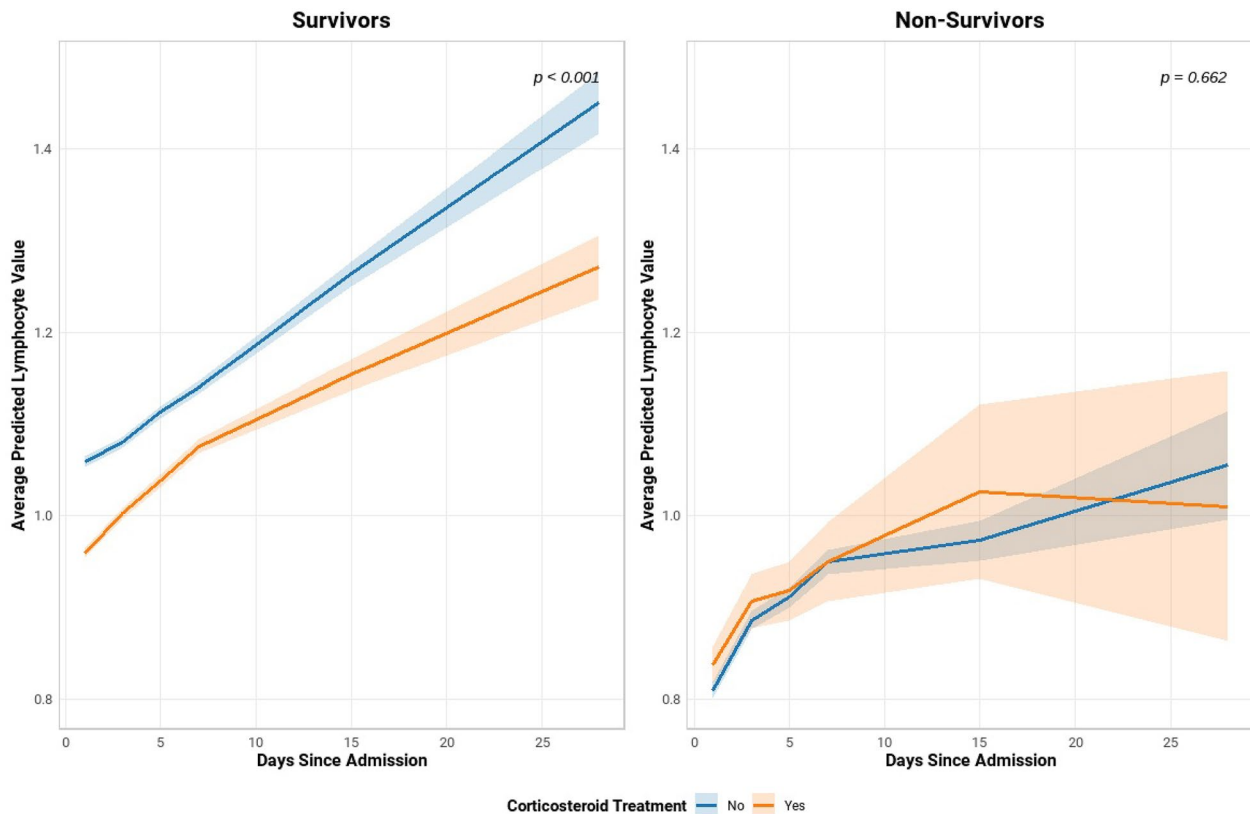 Survivors
Non-Survivors
p < 0.001
p = 0.662
Average Predicted Lymphocyte Value
1.4
1.2
1.0
0.8
0 5 10 15 20 25
Days Since Admission
Average Predicted Lymphocyte Value
1.4
1.2
1.0
0.8
0 5 10 15 20 25
Days Since Admission
Corticosteroid Treatment No Yes